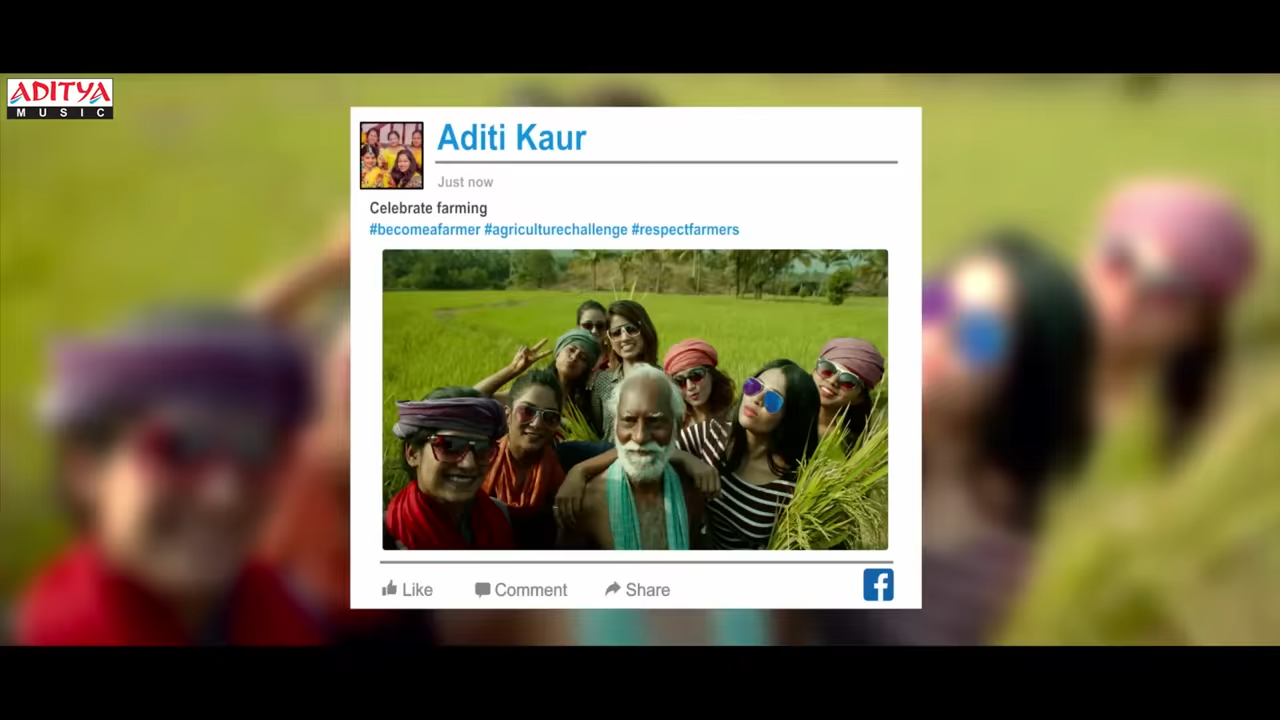 ADITYA
MUSIC
Aditi Kaur
Just now
Celebrate farming
#becomeafarmer #agriculturechallenge #respectfarmers
Like Comment Share f